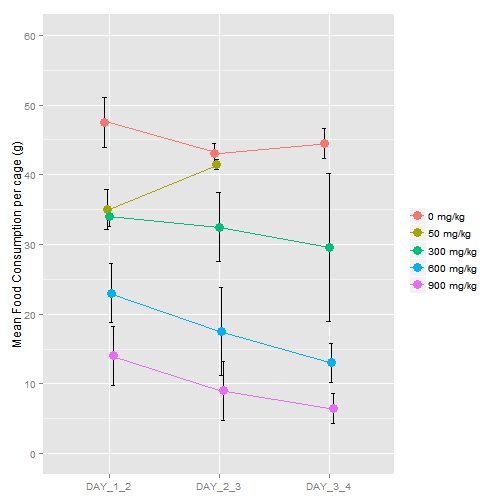 Mean Food Consumption per cage (g)
60
50
40
30
20
10
0
DAY_1_2 DAY_2_3 DAY_3_4
0 mg/kg
50 mg/kg
300 mg/kg
600 mg/kg
900 mg/kg